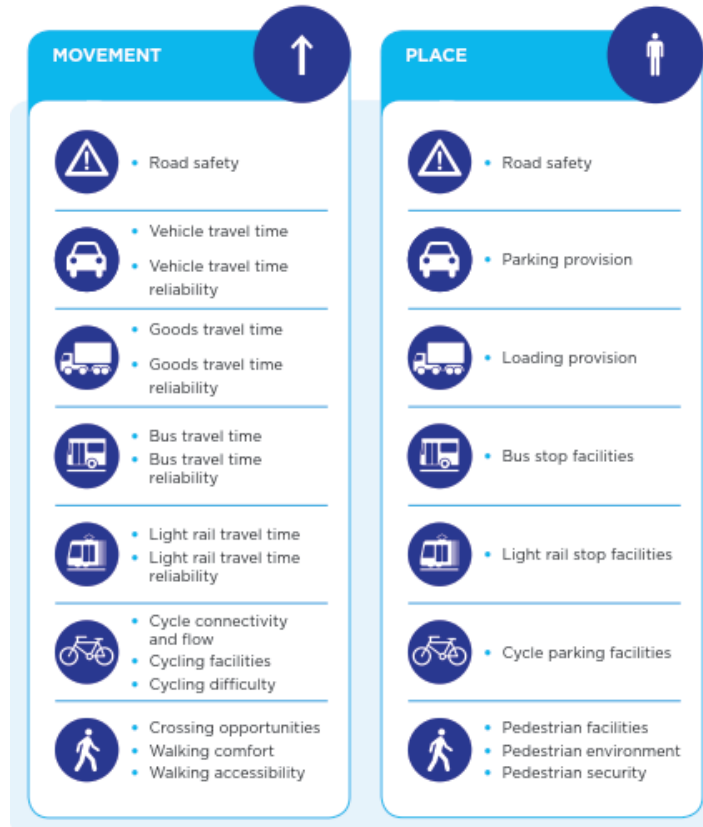 MOVEMENT
Road safety
Vehicle travel time
Vehicle travel time
reliability
Goods travel time
Goods travel time
reliability
Bus travel time
Bus travel time
reliability
Light rail travel time
Light rail travel time
reliability
Cycle connectivity
and flow
Cycling facilities
Cycling difficulty
Crossing opportunities
Walking comfort
Walking accessibility
PLACE
Road safety
Parking provision
Loading provision
Bus stop facilities
Light rail stop facilities
Cycle parking facilities
Pedestrian facilities
Pedestrian environment
Pedestrian security